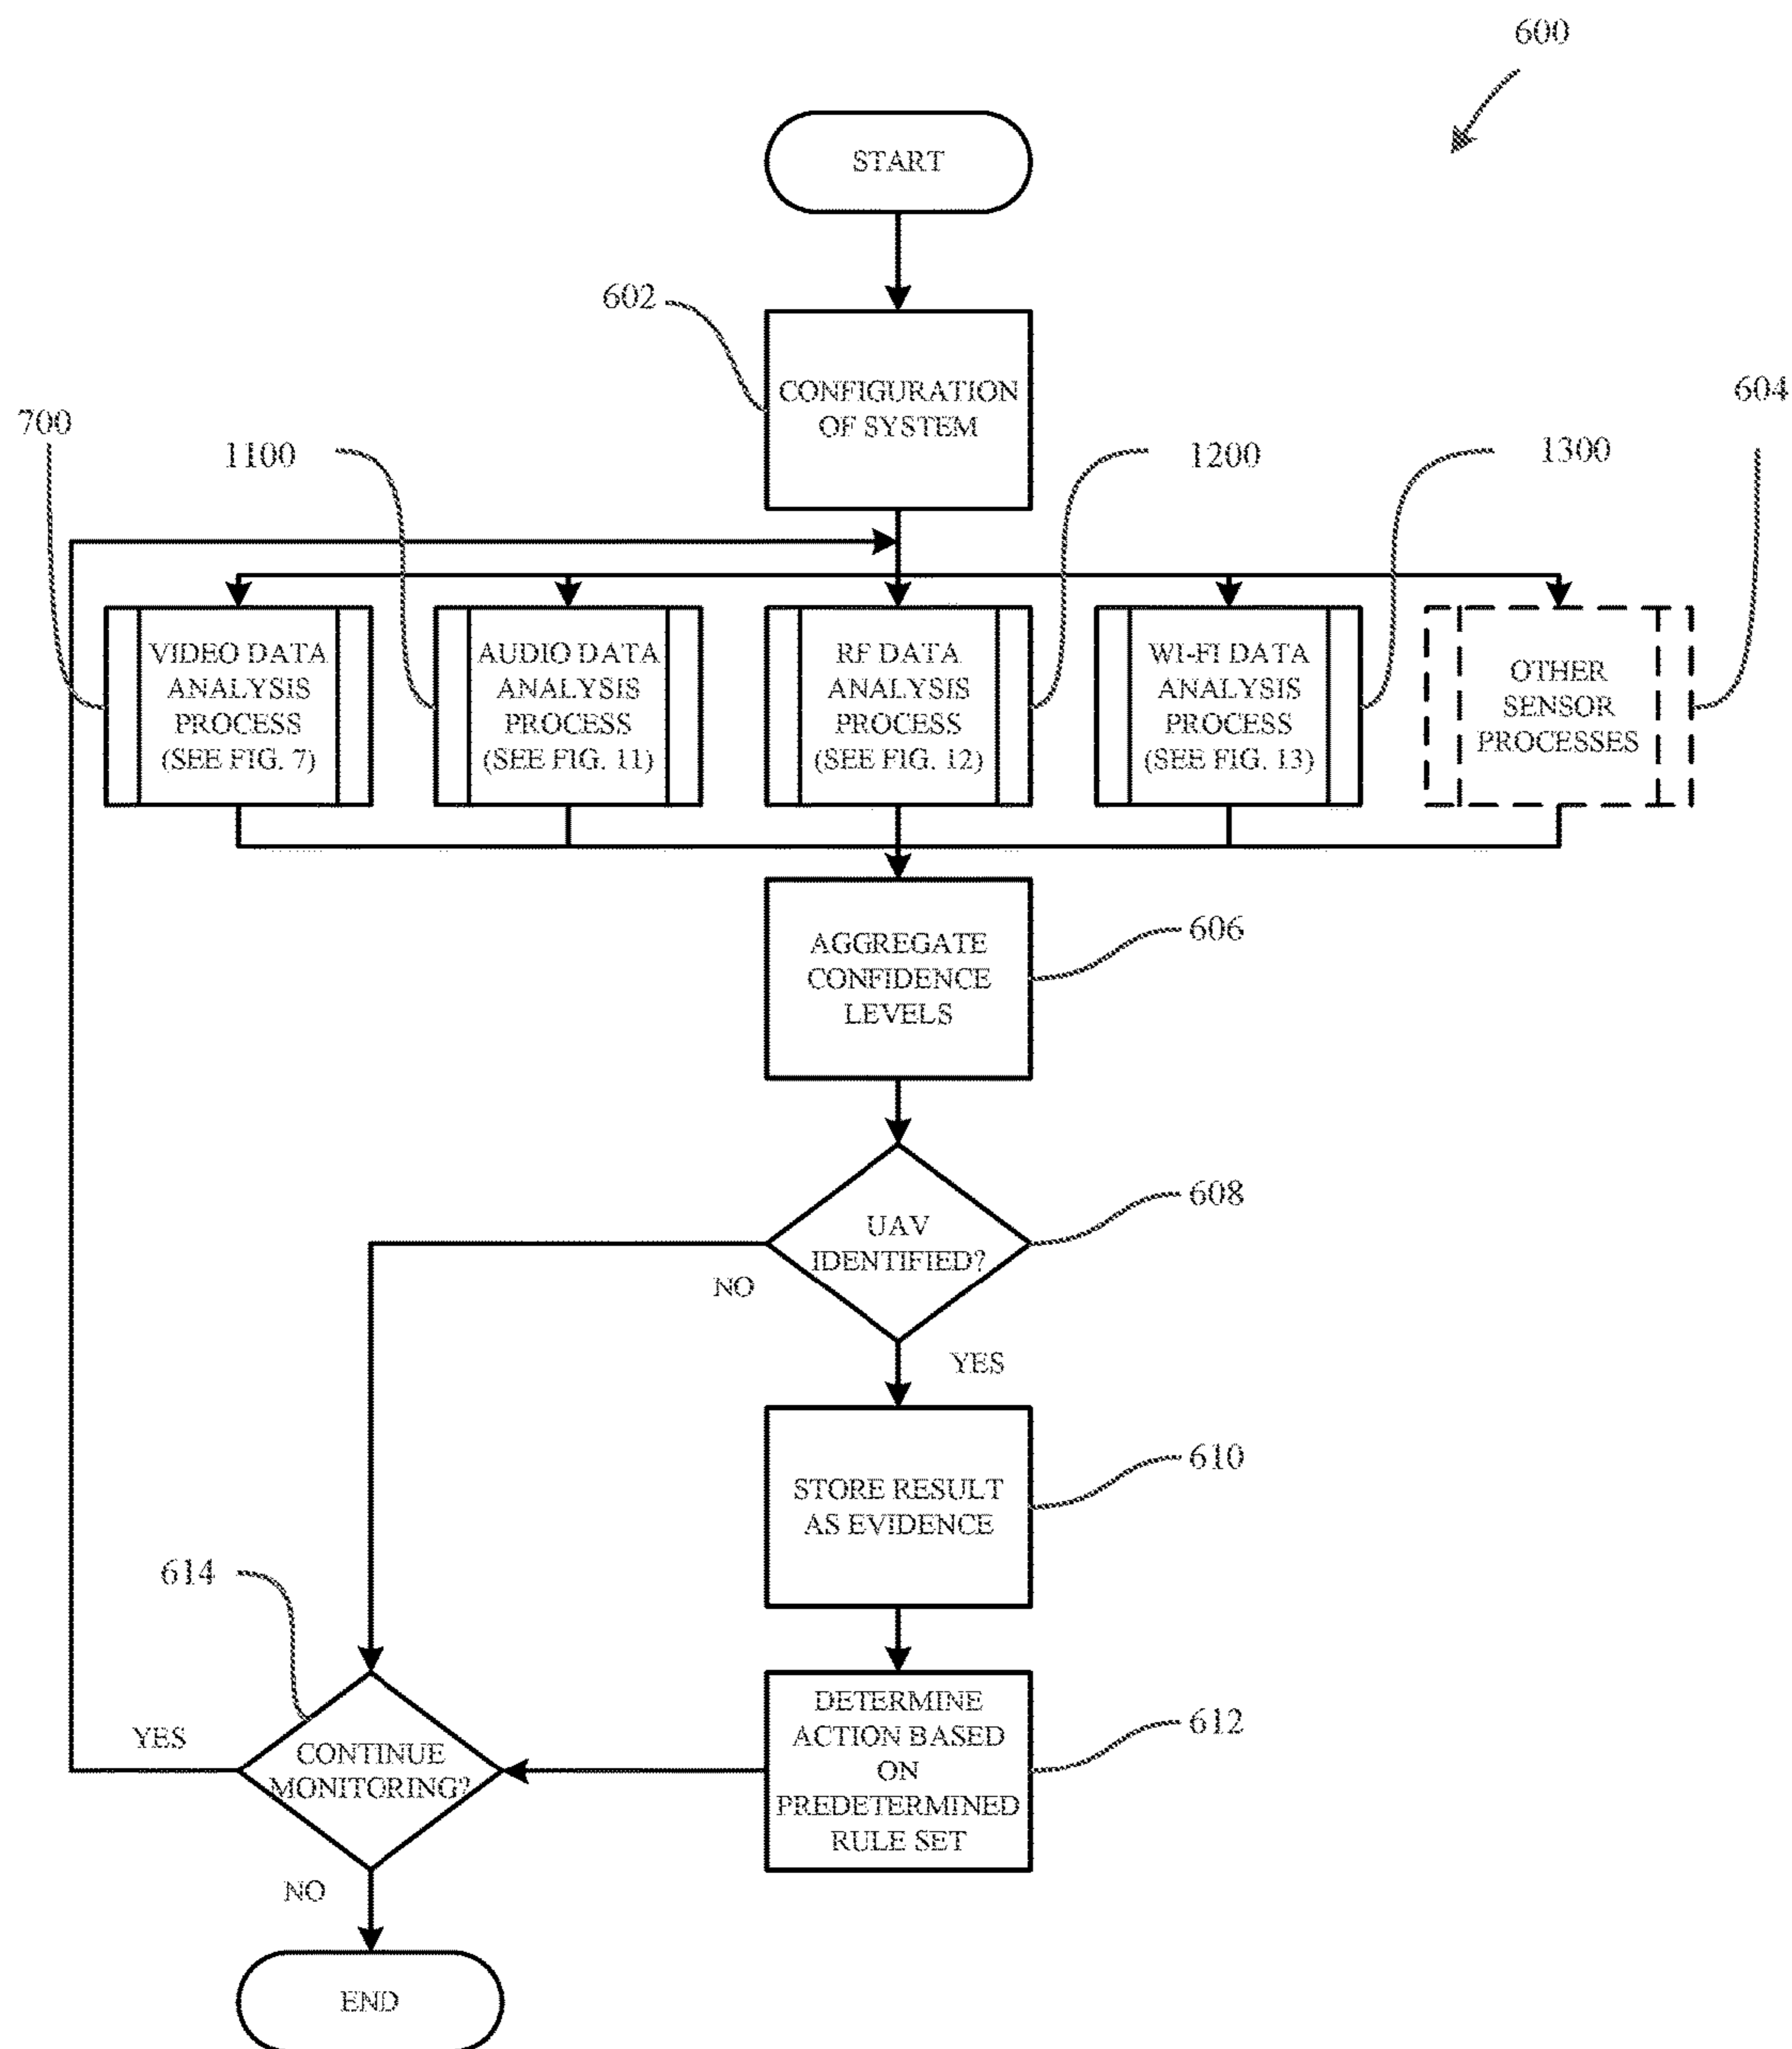 600
START
602
CONFIGURATION
OF SYSTEM
604
700
1100
1200
1300
VIDEO DATA
ANALYSIS
PROCESS
(SEE FIG. 7)
AUDIO DATA
ANALYSIS
PROCESS
(SEE FIG. 11)
RF DATA
ANALYSIS
PROCESS
(SEE FIG. 12)
WI-FI DATA
ANALYSIS
PROCESS
(SEE FIG. 13)
OTHER
SENSOR
PROCESSES
AGGREGATE
CONFIDENCE
LEVELS
606
UAV
IDENTIFIED?
608
NO
YES
STORE RESULT
AS EVIDENCE
610
614
DETERMINE
ACTION BASED
ON
PREDETERMINED
RULE SET
612
YES
CONTINUE
MONITORING?
NO
END